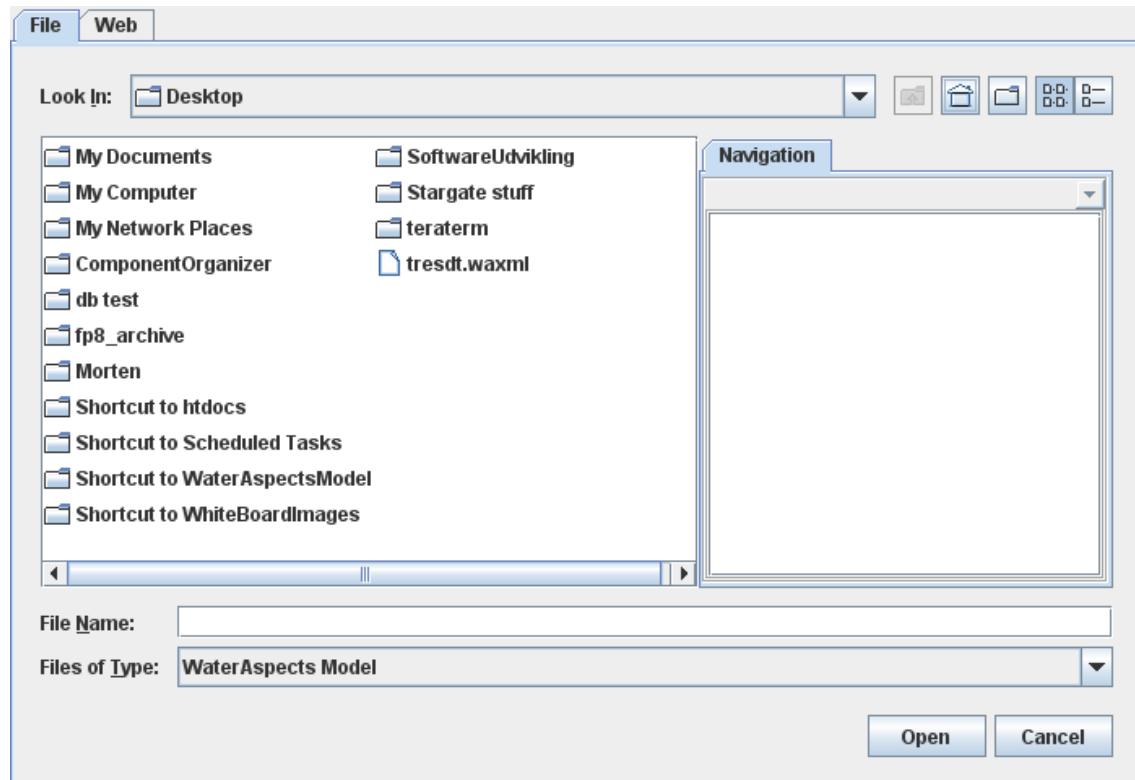 File Web
Look In: Desktop
My Documents
My Computer
My Network Places
ComponentOrganizer
db test
fp8_archive
Morten
Shortcut to htdocs
Shortcut to Scheduled Tasks
Shortcut to WaterAspectsModel
Shortcut to WhiteBoardImages
SoftwareUdvikling
Stargate stuff
teraterm
tresdt.waxml
Navigation
File Name:
Files of Type: WaterAspects Model
Open Cancel